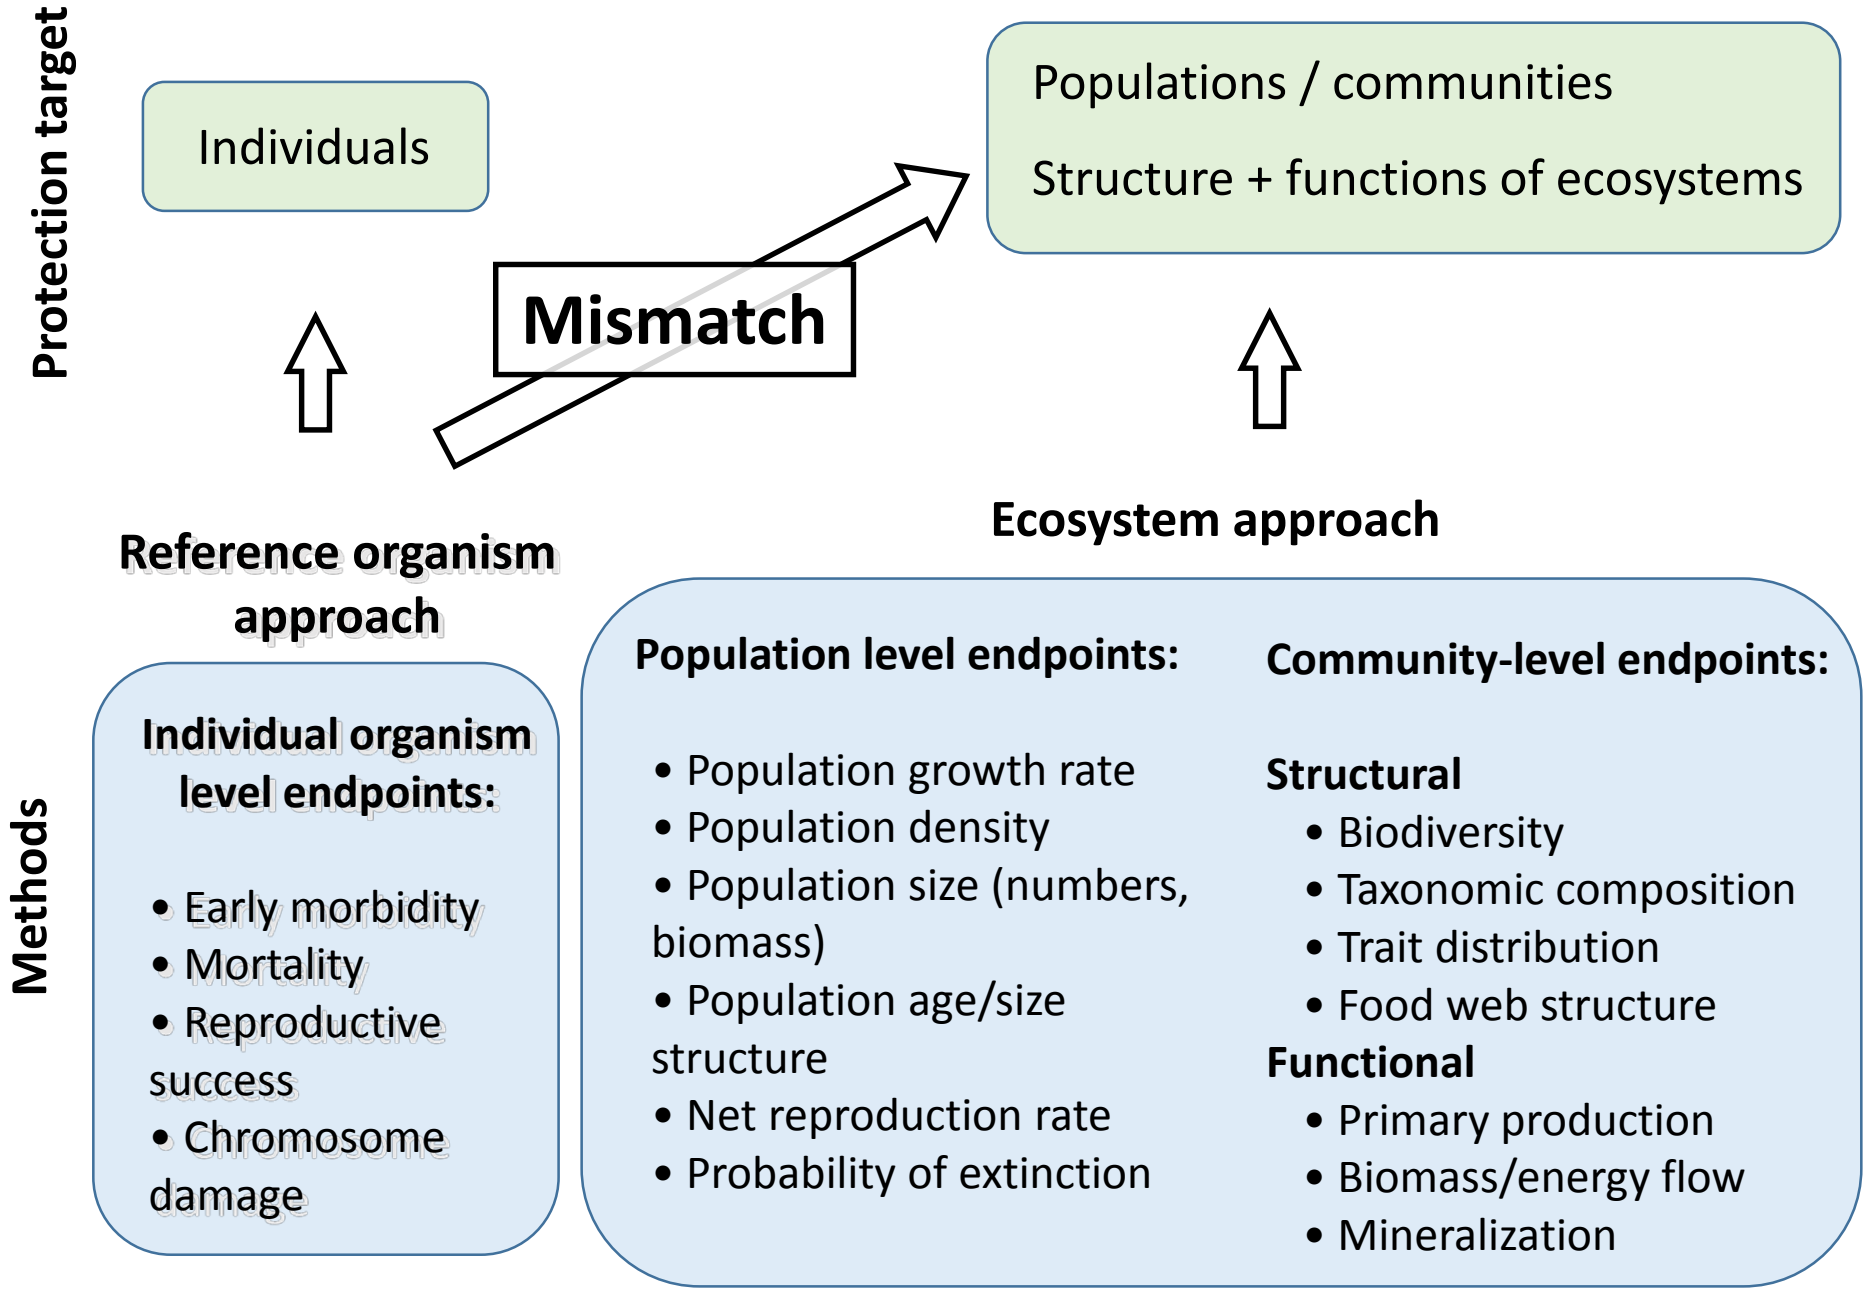 Protection target
Individuals
Populations / communities
Structure + functions of ecosystems
Mismatch
Reference organism
approach
Ecosystem approach
Methods
Individual organism
level endpoints:
• Early morbidity
• Mortality
• Reproductive
success
• Chromosome
damage
Population level endpoints:
• Population growth rate
• Population density
• Population size (numbers,
biomass)
• Population age/size
structure
• Net reproduction rate
• Probability of extinction
Community-level endpoints:
Structural
• Biodiversity
• Taxonomic composition
• Trait distribution
• Food web structure
Functional
• Primary production
• Biomass/energy flow
• Mineralization